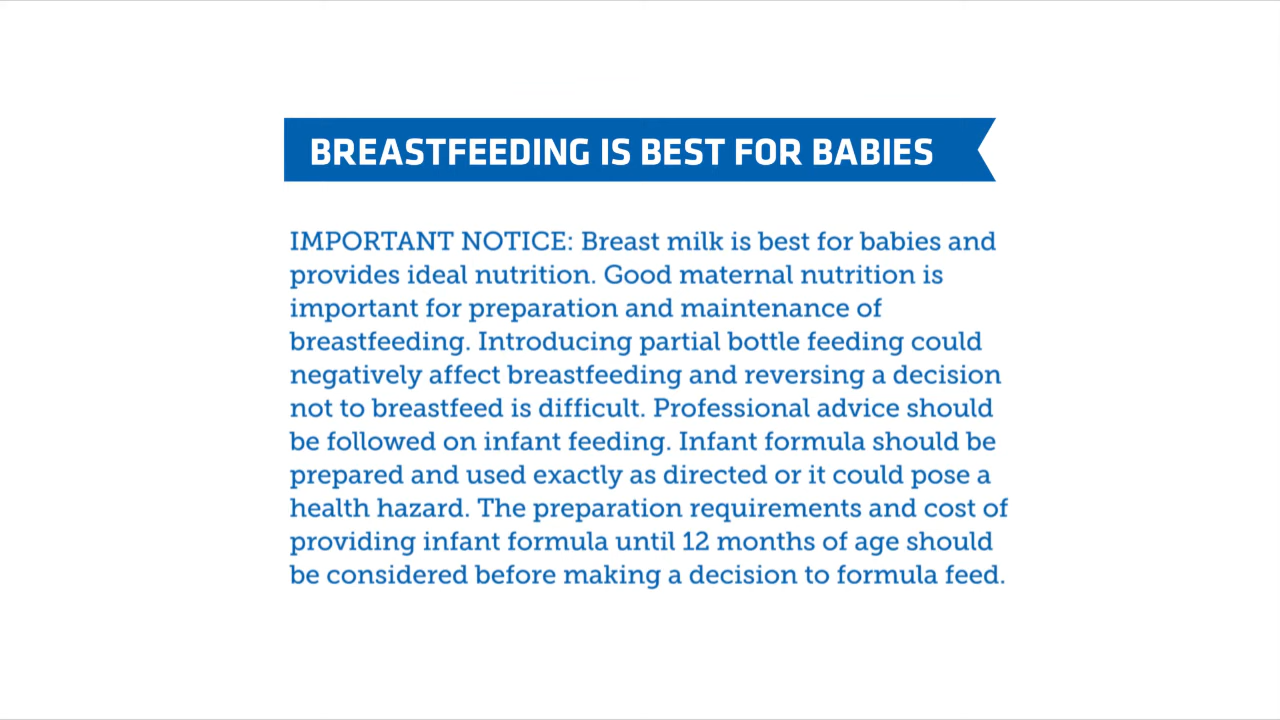 BREASTFEEDING IS BEST FOR BABIES
IMPORTANT NOTICE: Breast milk is best for babies and
provides ideal nutrition. Good maternal nutrition is
important for preparation and maintenance of
breastfeeding. Introducing partial bottle feeding could
negatively affect breastfeeding and reversing a decision
not to breastfeed is difficult. Professional advice should
be followed on infant feeding. Infant formula should be
prepared and used exactly as directed or it could pose a
health hazard. The preparation requirements and cost of
providing infant formula until 12 months of age should
be considered before making a decision to formula feed.